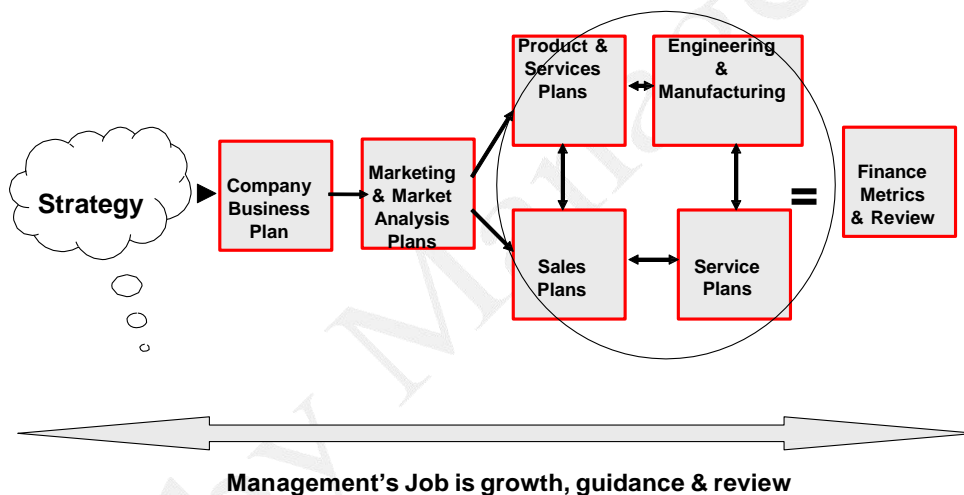 Strategy
Company
Business
Plan
Marketing
& Market
Analysis
Plans
Product &
Services
Plans
Engineering
&
Manufacturing
Sales
Plans
Service
Plans
=
Finance
Metrics
& Review
Management's Job is growth, guidance & review